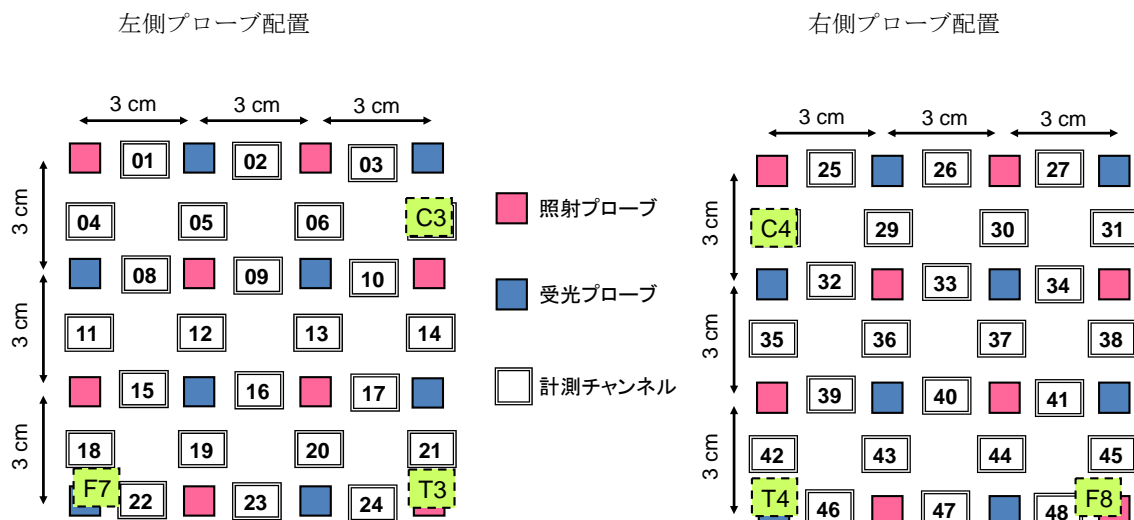 左側プローブ配置
右側プローブ配置
3 cm 3 cm 3 cm
01 02 03
3 cm
04 05 06 C3
08 09 10
3 cm
11 12 13 14
15 16 17
3 cm
18 19 20 21
F7 T3
22 23 24
照射プローブ
受光プローブ
計測チャンネル
3 cm 3 cm 3 cm
25 26 27
3 cm
C4 29 30 31
32 33 34
3 cm
35 36 37 38
39 40 41
3 cm
42 43 44 45
T4 F8
46 47 48